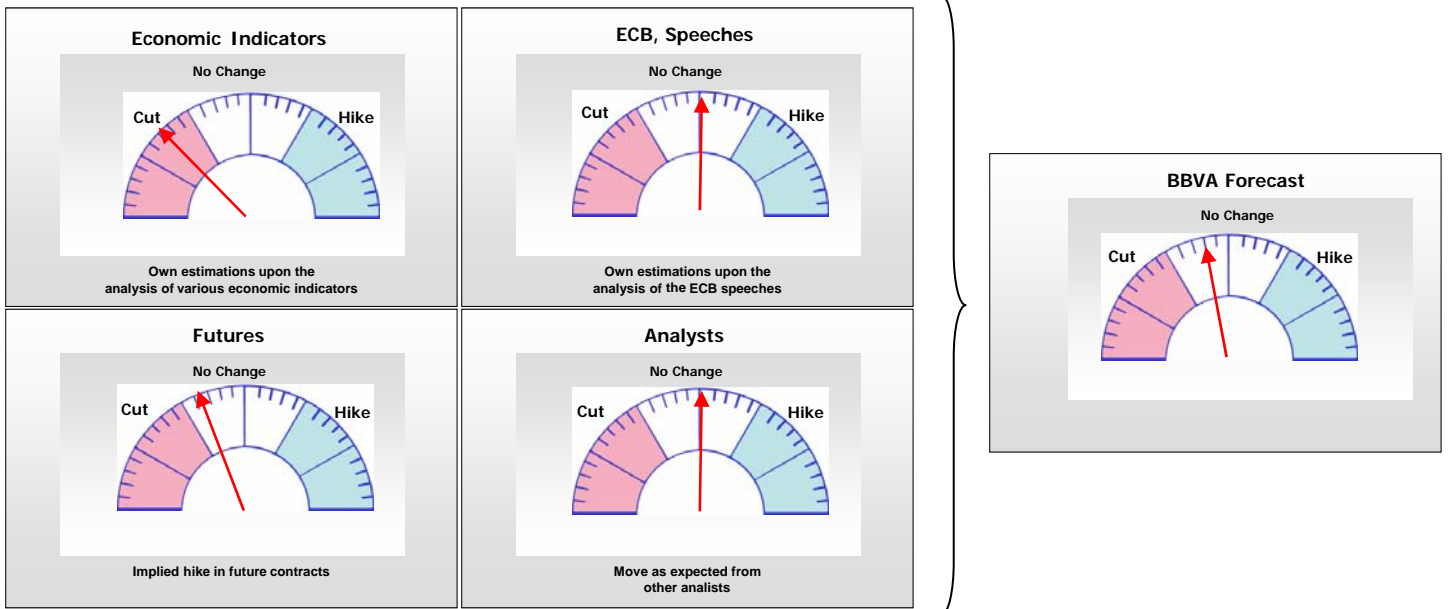 Economic Indicators
No Change
Cut
Hike
Own estimations upon the
analysis of various economic indicators
ECB, Speeches
No Change
Cut
Hike
Own estimations upon the
analysis of the ECB speeches
Futures
No Change
Cut
Hike
Implied hike in future contracts
Analysts
No Change
Cut
Hike
Move as expected from
other analists
BBVA Forecast
No Change
Cut
Hike